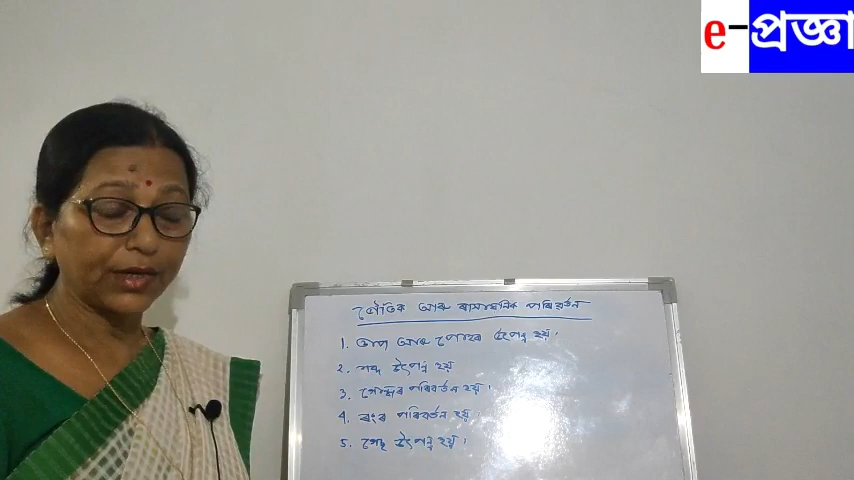 e-প্ৰজ্ঞা
ভৌতিক আৰু ৰাসায়নিক পৰিৱৰ্তন
1. তাপ আৰু পোহৰ উৎপন্ন হয়।
2. শব্দ উৎপন্ন হয়
3. গোন্ধৰ পৰিৱৰ্তন হয়।
4. ৰংৰ পৰিৱৰ্তন হয়।
5. গেছ উৎপন্ন হয়।